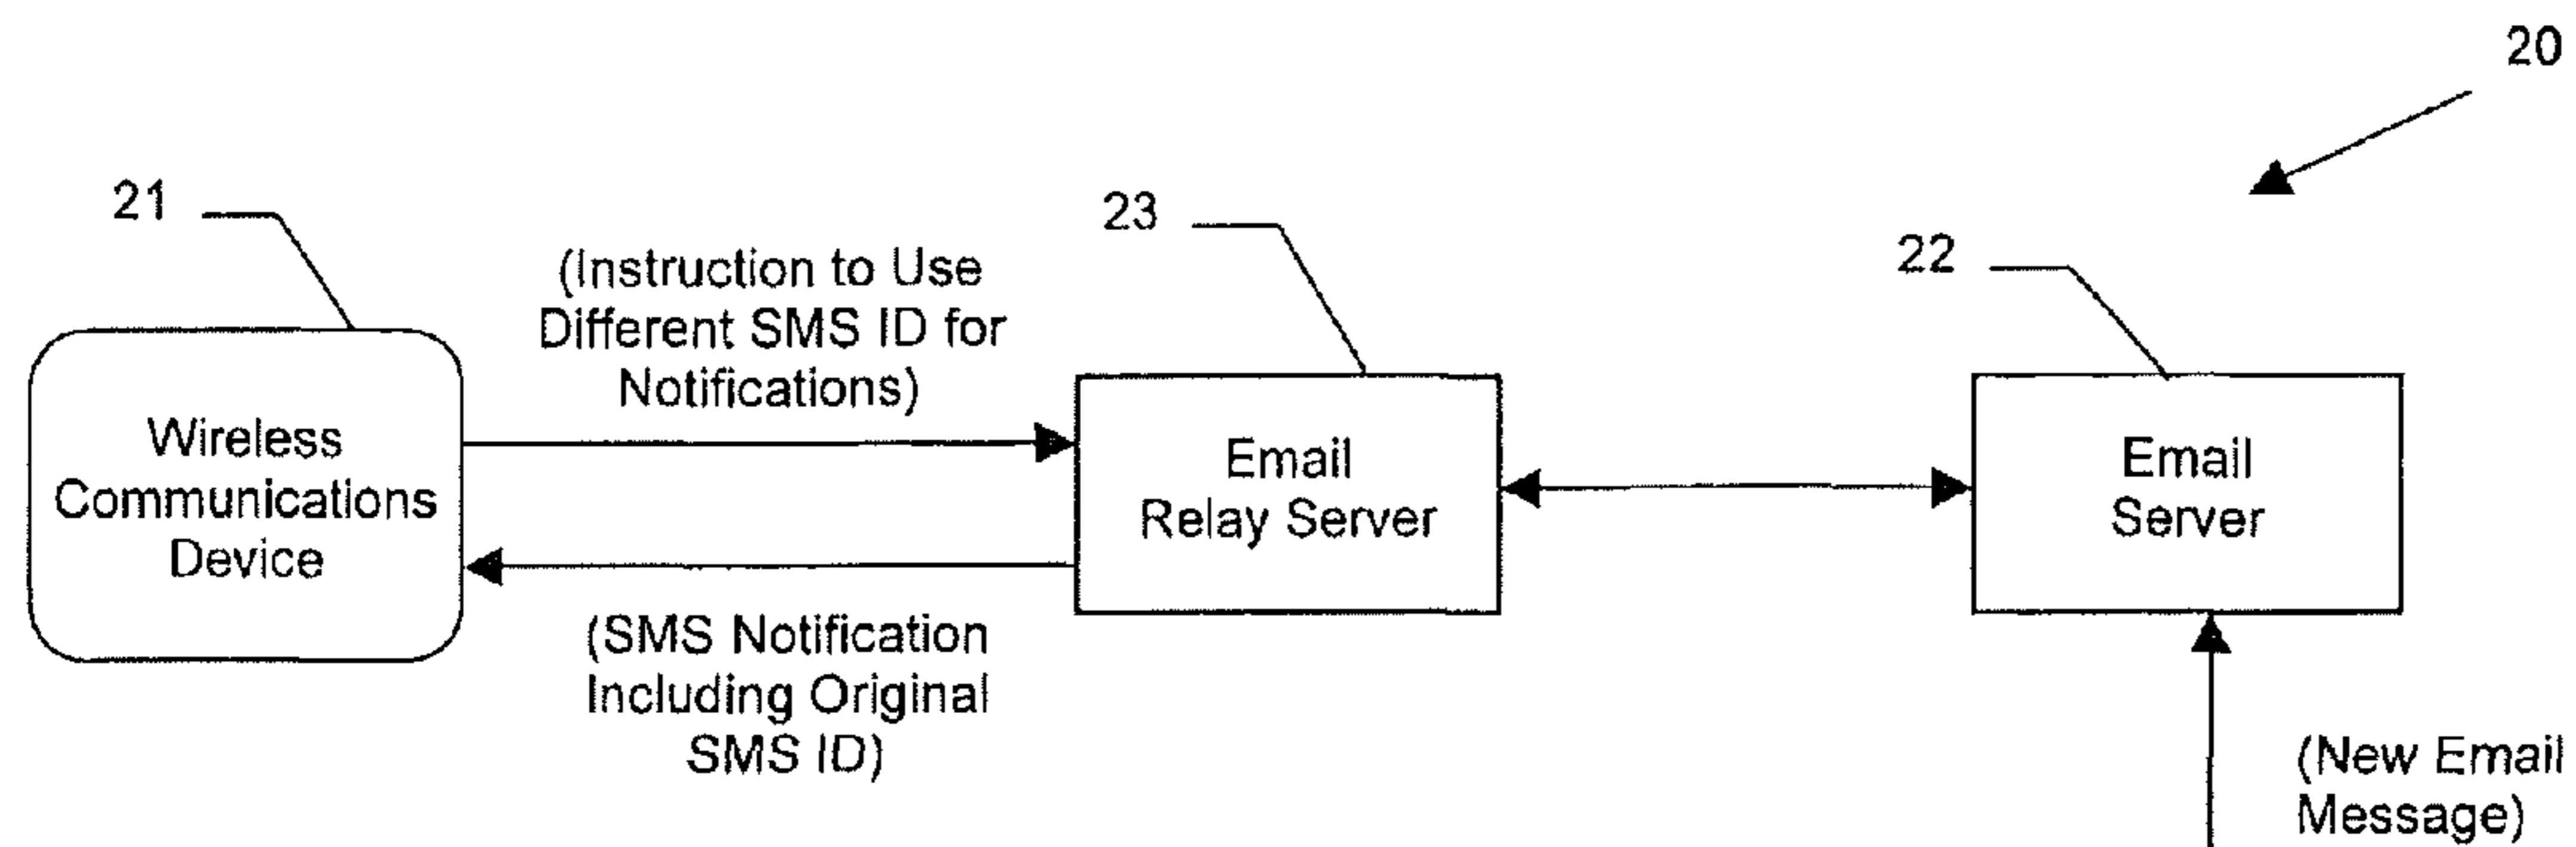 20
21
23
22
(Instruction to Use
Different SMS ID for
Notifications)
Wireless
Communications
Device
Email
Relay Server
Email
Server
(SMS Notification
Including Original
SMS ID)
(New Email
Message)